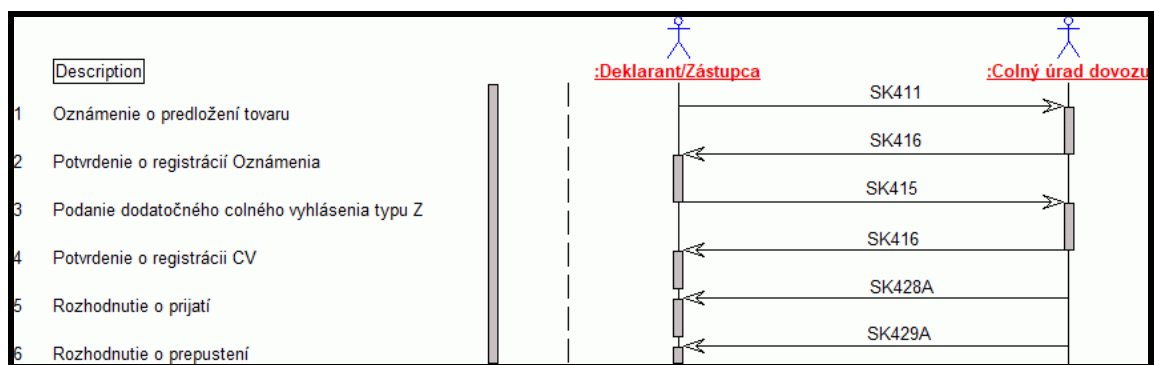 Description
:Deklarant/Zástupca
:Colný úrad dovozu
SK411
1 Oznámenie o predložení tovaru
SK416
2 Potvrdenie o registrácií Oznámenia
SK415
3 Podanie dodatočného colného vyhlásenia typu Z
SK416
4 Potvrdenie o registrácii CV
SK428A
5 Rozhodnutie o prijatí
SK429A
6 Rozhodnutie o prepustení